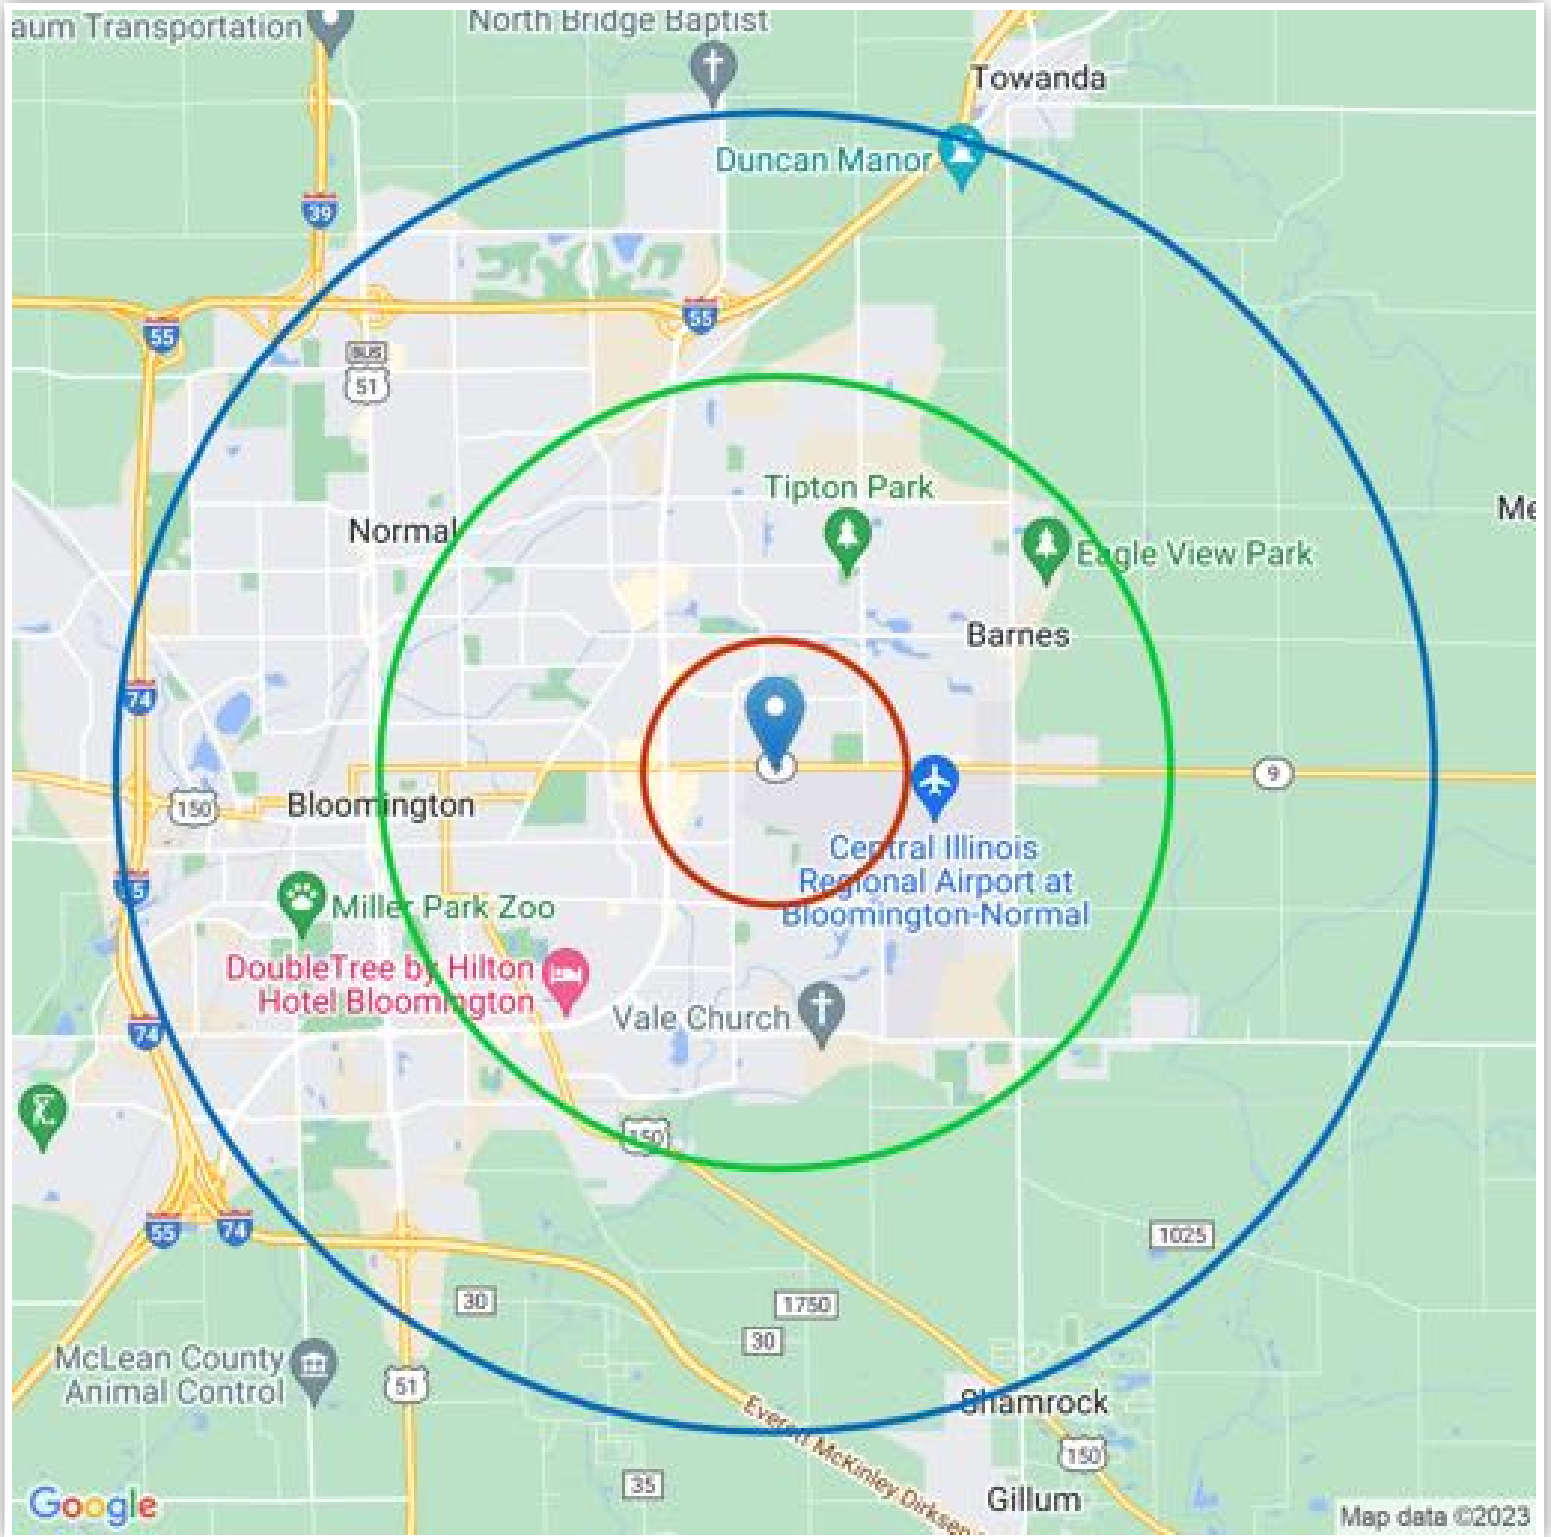 aum Transportation
North Bridge Baptist
Towanda
Duncan Manor
39
55
55
BUS
51
Tipton Park
Normal
Me
Eagle View Park
Barnes
74
9
150
Bloomington
Central Illinois
Regional Airport at
Bloomington-Normal
Miller Park Zoo
DoubleTree by Hilton
Hotel Bloomington
Vale Church
74
150
55
74
1025
30
1750
30
McLean County
Animal Control
51
Shamrock
Everett McKinley Dirksen
150
35
Gillum
Google
Map data ©2023